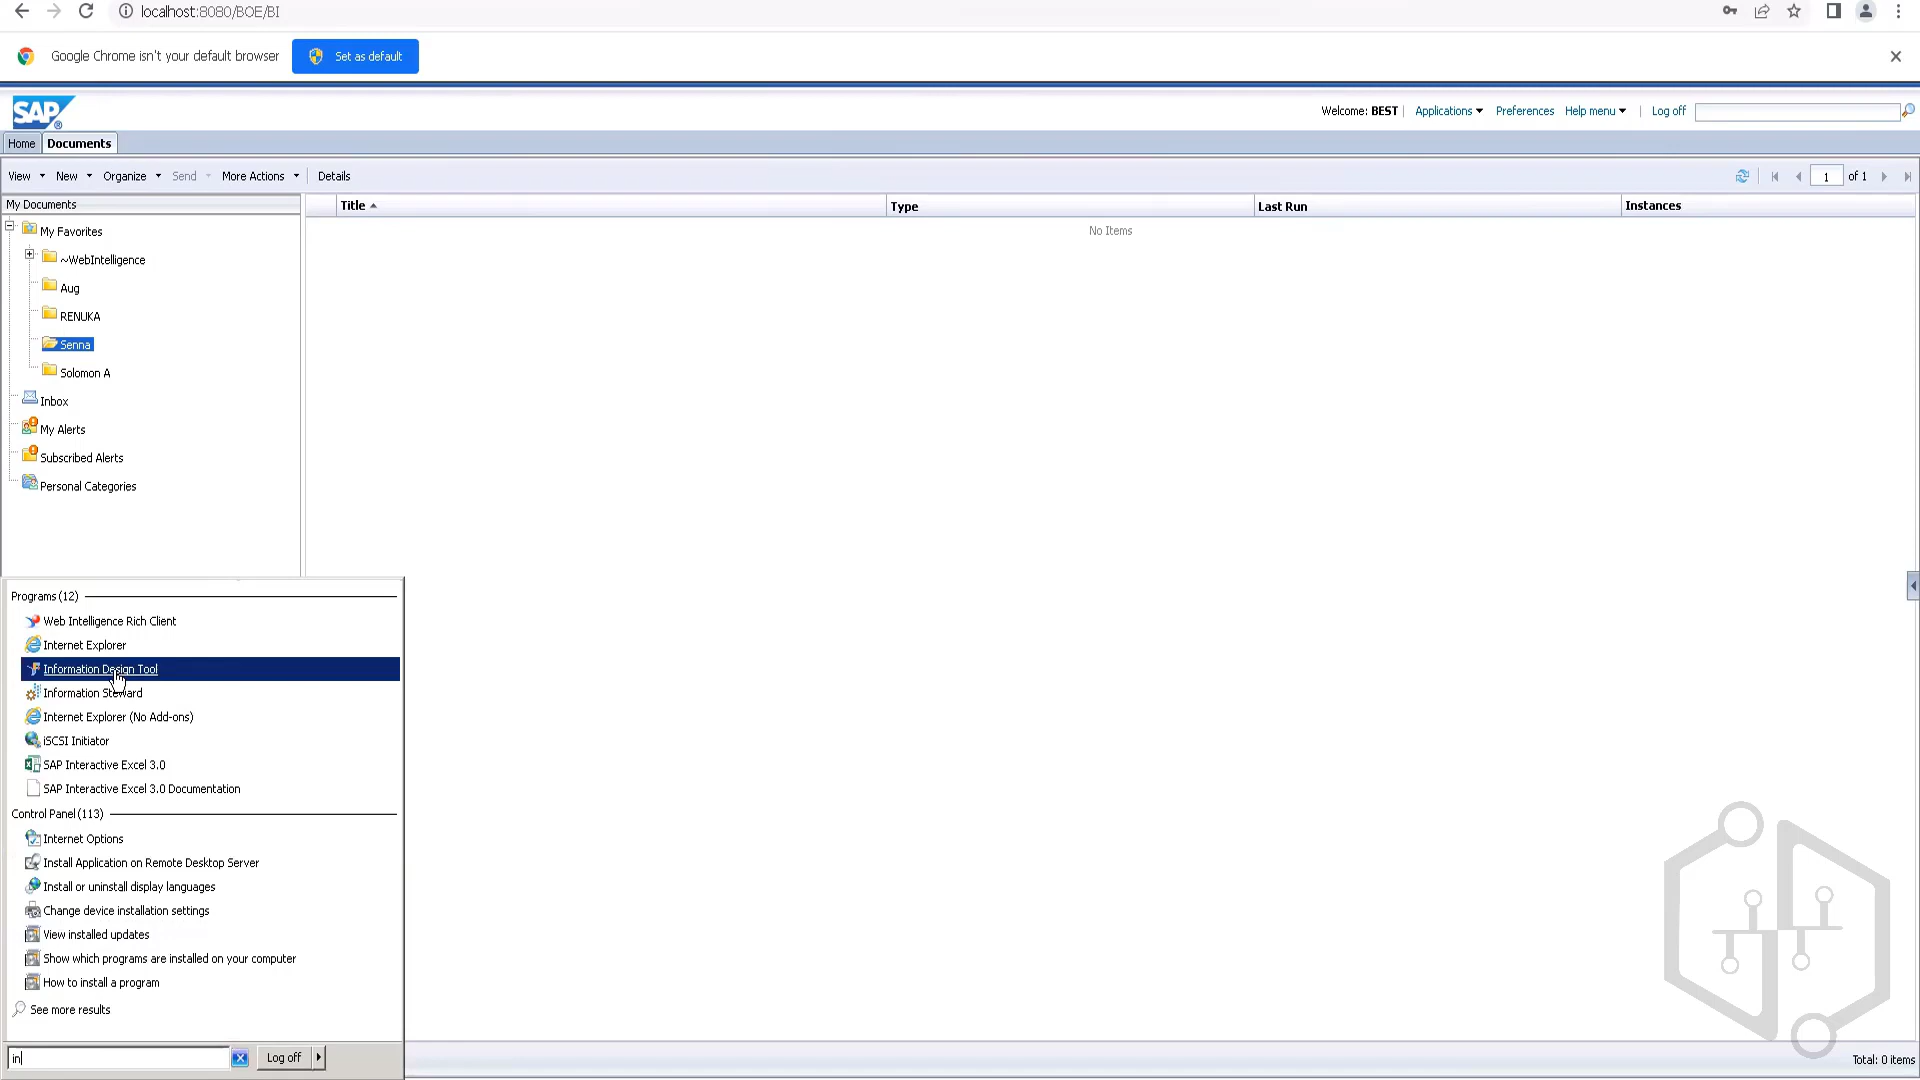 localhost:8080/BOE/BI
Google Chrome isn't your default browser
Set as default
SAP ®
Welcome: BEST
Applications
Preferences
Help menu
Log off
Home
Documents
View
New
Organize
Send
More Actions
Details
1
of 1
My Documents
Title
Type
Last Run
Instances
My Favorites
~WebIntelligence
Aug
RENUKA
Senna
Solomon A
Inbox
My Alerts
Subscribed Alerts
Personal Categories
No Items
Programs (12)
Web Intelligence Rich Client
Internet Explorer
Information Design Tool
Information Steward
Internet Explorer (No Add-ons)
iSCSI Initiator
SAP Interactive Excel 3.0
SAP Interactive Excel 3.0 Documentation
Control Panel (113)
Internet Options
Install Application on Remote Desktop Server
Install or uninstall display languages
Change device installation settings
View installed updates
Show which programs are installed on your computer
How to install a program
See more results
in
Log off
Total: 0 items